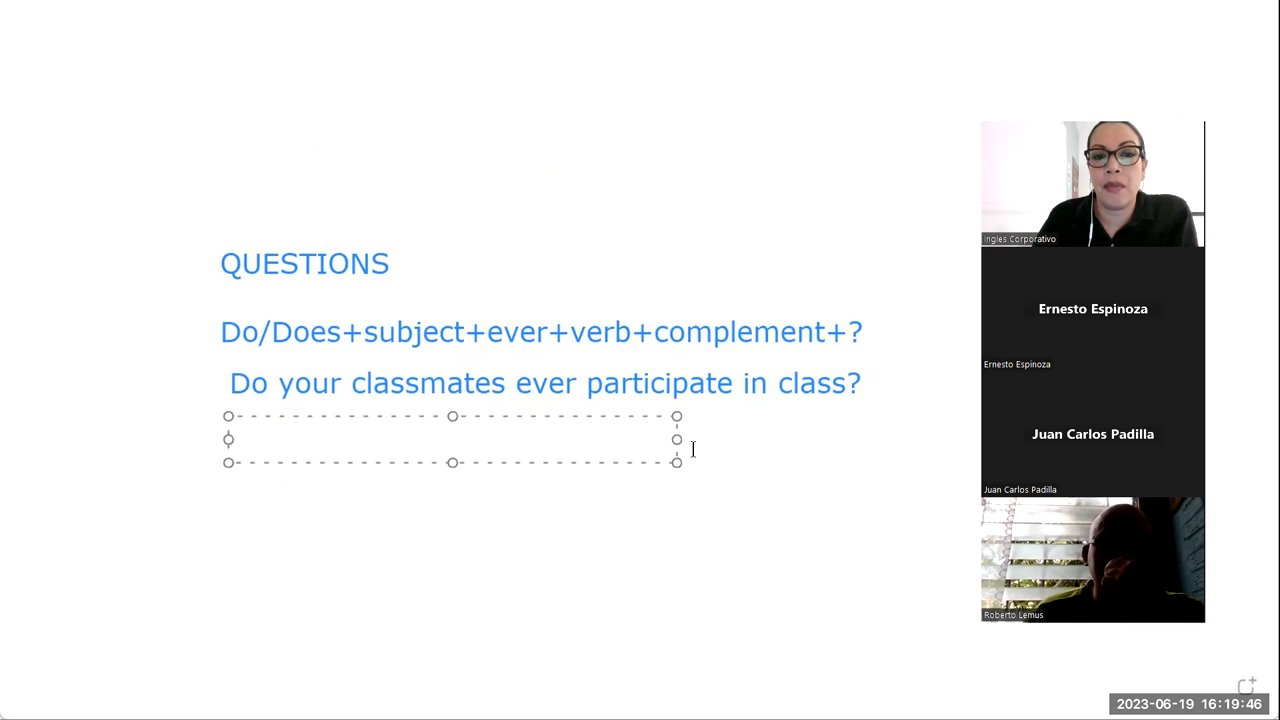 QUESTIONS
Do/Does+subject+ever+verb+complement+?
Do your classmates ever participate in class?
Ingles Corporativo
Ernesto Espinoza
Ernesto Espinoza
Juan Carlos Padilla
Juan Carlos Padilla
Roberto Lemus
2023-06-19 16:19:46